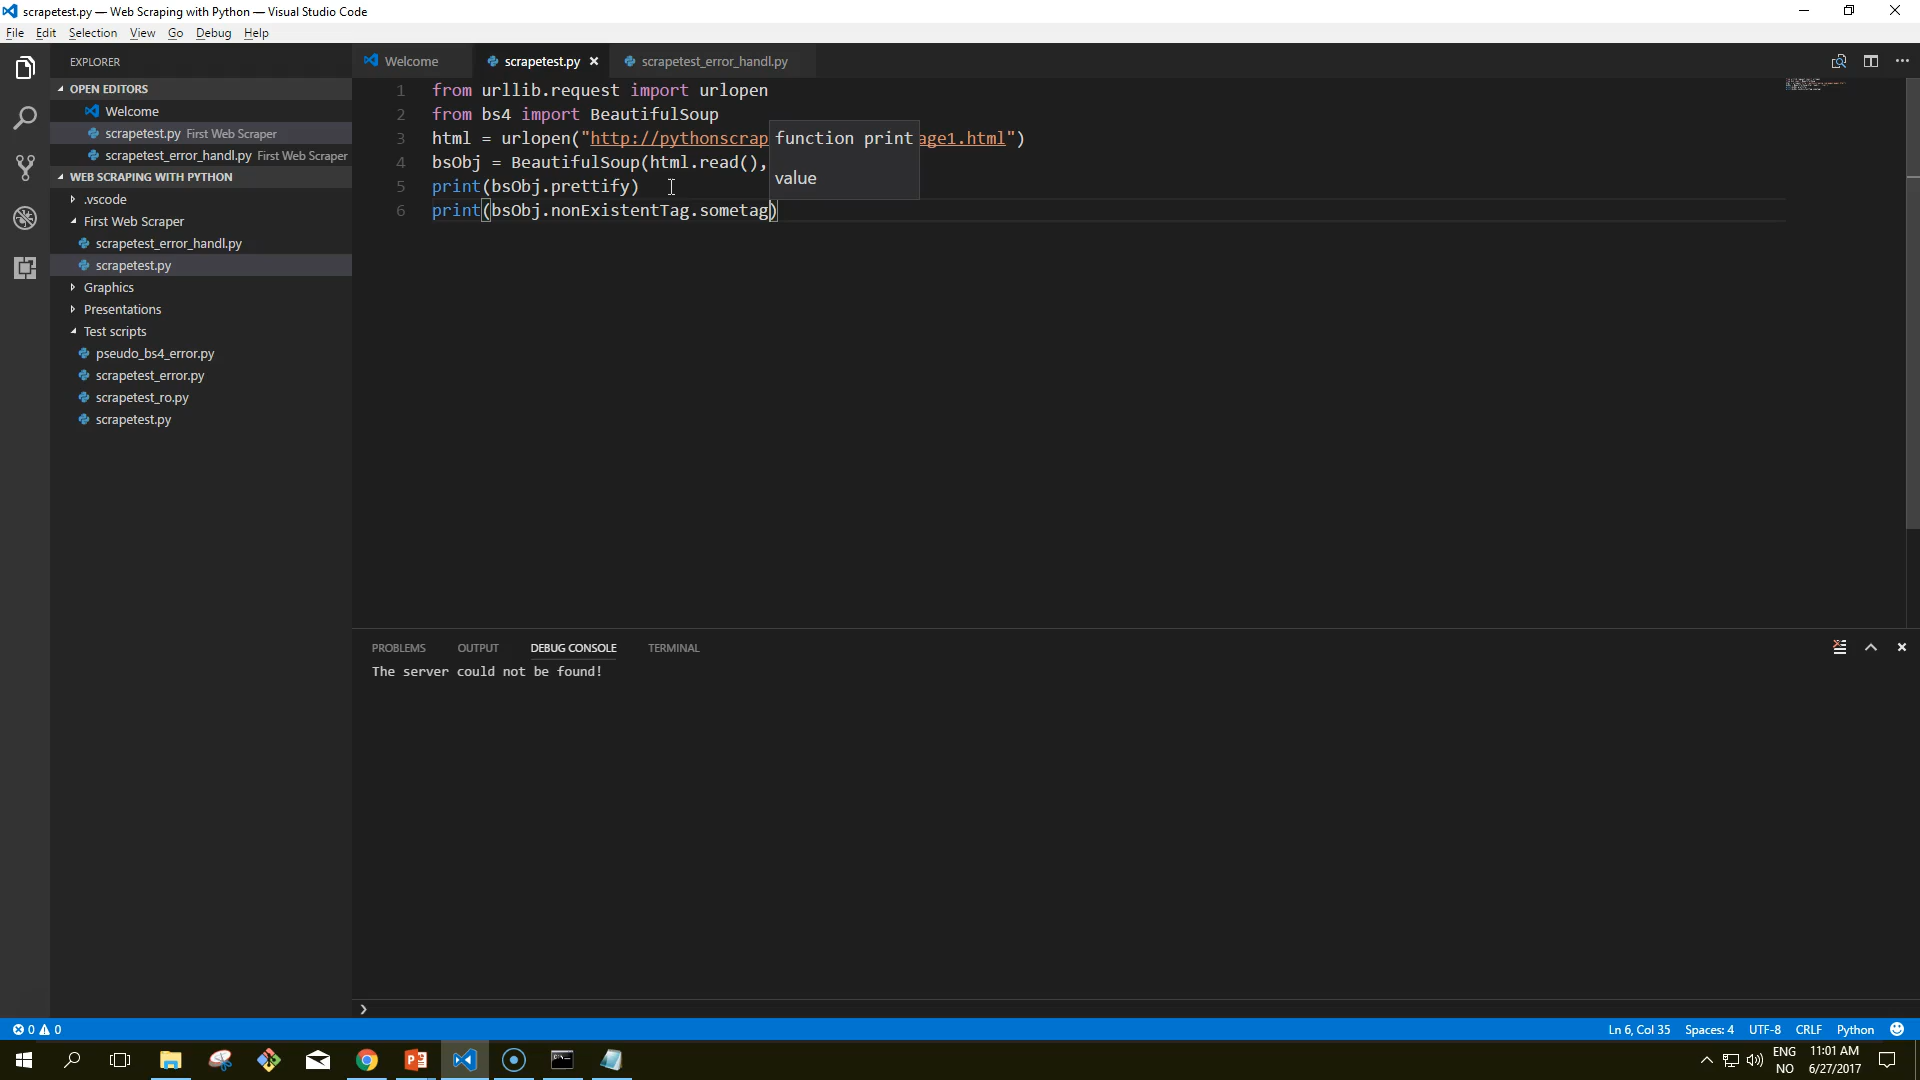 scrapetest.py — Web Scraping with Python — Visual Studio Code
File Edit Selection View Go Debug Help
EXPLORER
OPEN EDITORS
Welcome
scrapetest.py First Web Scraper
scrapetest_error_handl.py First Web Scraper
WEB SCRAPING WITH PYTHON
.vscode
First Web Scraper
scrapetest_error_handl.py
scrapetest.py
Graphics
Presentations
Test scripts
pseudo_bs4_error.py
scrapetest_error.py
scrapetest_ro.py
scrapetest.py
Welcome scrapetest.py scrapetest_error_handl.py
1 from urllib.request import urlopen
2 from bs4 import BeautifulSoup
3 html = urlopen("http://pythonscrap age1.html")
4 bsObj = BeautifulSoup(html.read(),
5 print(bsObj.prettify)
6 print(bsObj.nonExistentTag.sometag)
function print
value
PROBLEMS OUTPUT DEBUG CONSOLE TERMINAL
The server could not be found!
0 0
Ln 6, Col 35 Spaces: 4 UTF-8 CRLF Python
ENG 11:01 AM
NO 6/27/2017